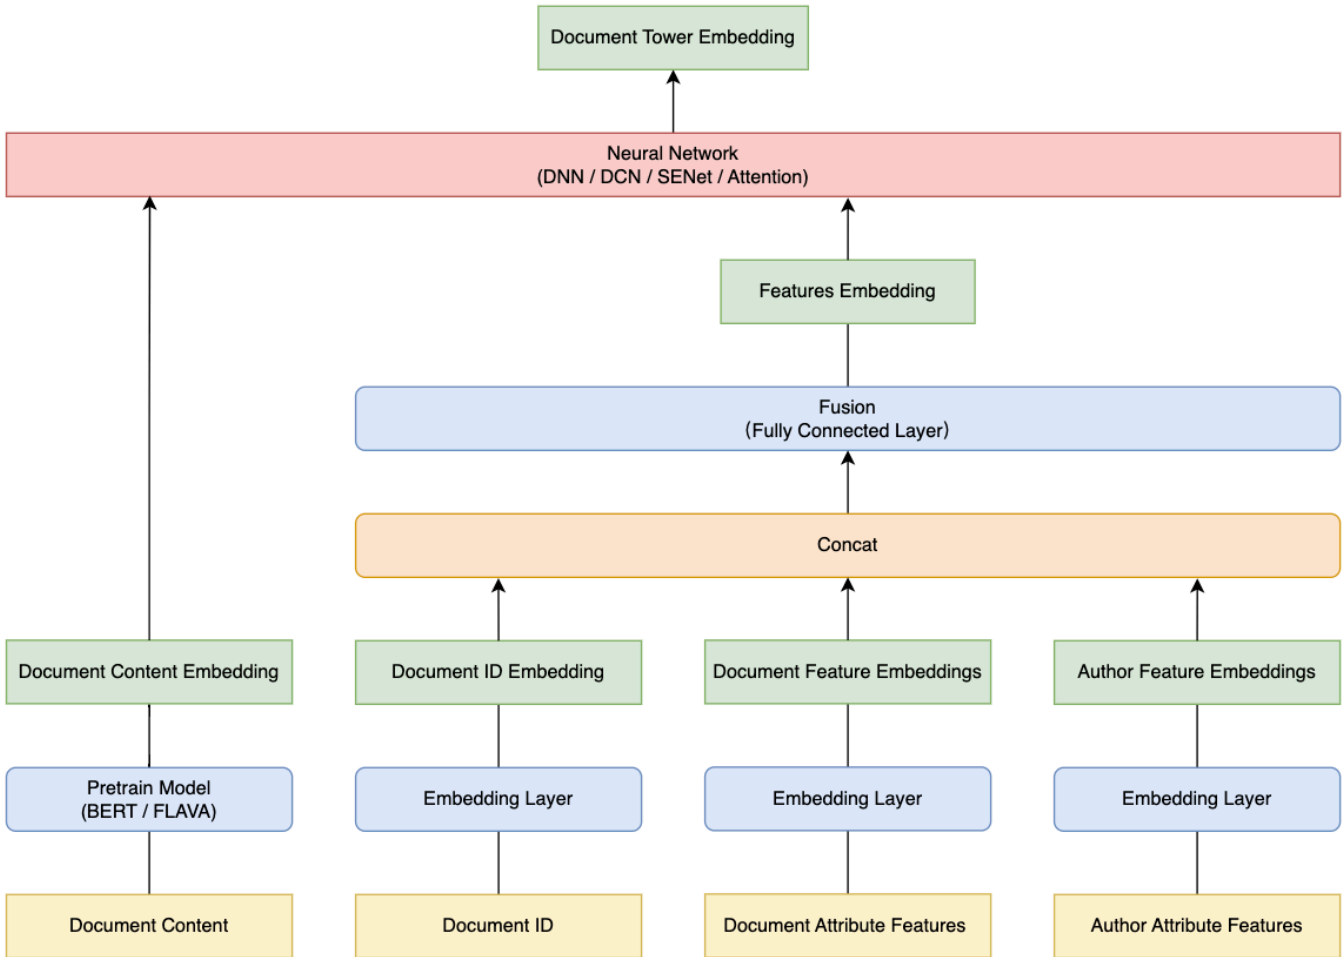 Document Tower Embedding
Neural Network
(DNN / DCN / SENet / Attention)
Features Embedding
Fusion
(Fully Connected Layer)
Concat
Document Content Embedding
Document ID Embedding
Document Feature Embeddings
Author Feature Embeddings
Pretrain Model
(BERT / FLAVA)
Embedding Layer
Embedding Layer
Embedding Layer
Document Content
Document ID
Document Attribute Features
Author Attribute Features